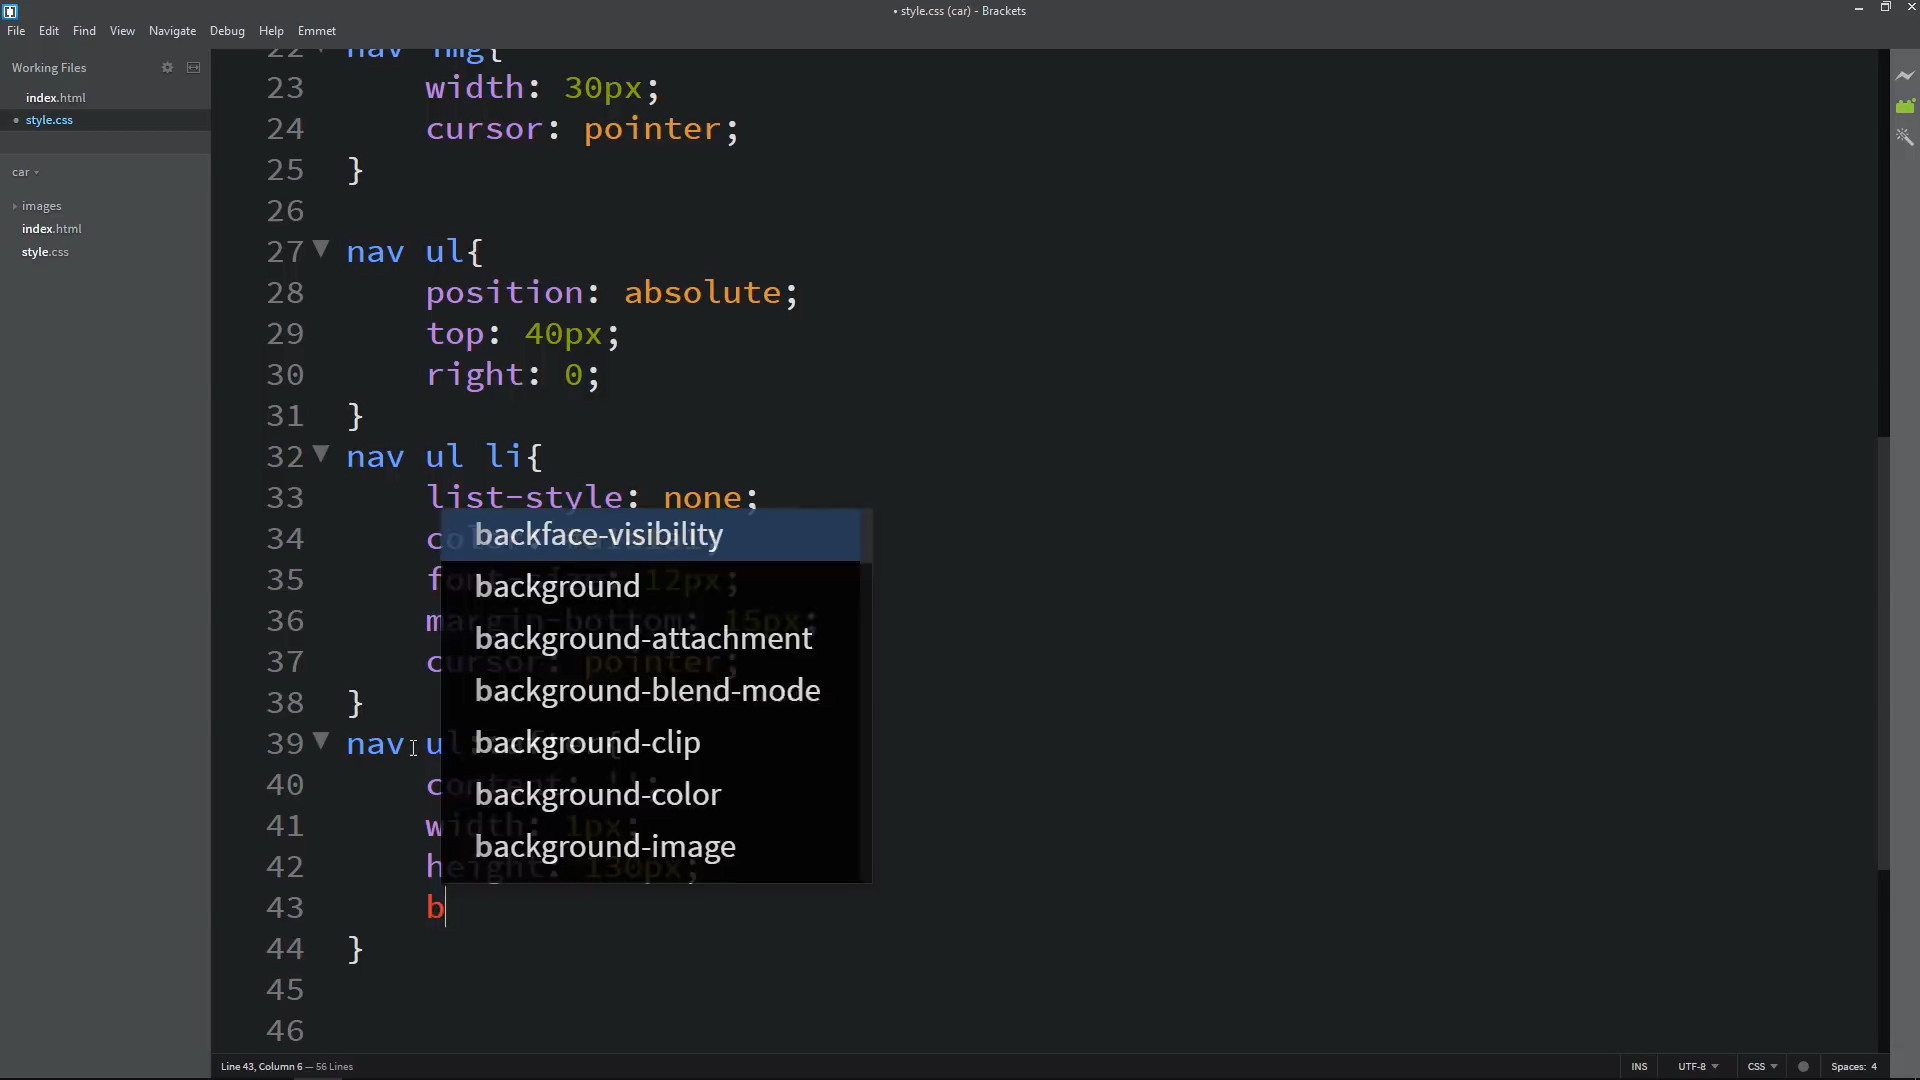 • style.css (car) - Brackets
File Edit Find View Navigate Debug Help Emmet
Working Files
index.html
• style.css
car
images
index.html
style.css
22 nav img{
23 width: 30px;
24 cursor: pointer;
25 }
26
27 nav ul{
28 position: absolute;
29 top: 40px;
30 right: 0;
31 }
32 nav ul li{
33 list-style: none;
34 color:
35 font-size: 12px;
36 margin-bottom: 15px;
37 cursor: pointer;
38 }
39 nav ul
40 content: '';
41 width: 1px;
42 height: 130px;
43 b
44 }
45
46
backface-visibility
background
background-attachment
background-blend-mode
background-clip
background-color
background-image
Line 43, Column 6 — 56 Lines
INS UTF-8 CSS Spaces: 4